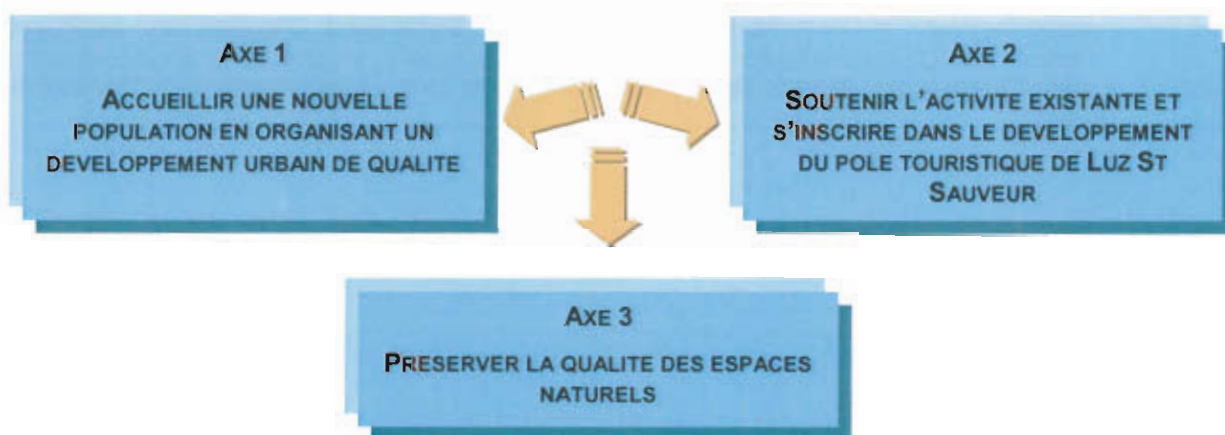 AXE 1
ACCUEILLIR UNE NOUVELLE
POPULATION EN ORGANISANT UN
DEVELOPPEMENT URBAIN DE QUALITE
AXE 2
SOUTENIR L'ACTIVITE EXISTANTE ET
S'INSCRIRE DANS LE DEVELOPPEMENT
DU POLE TOURISTIQUE DE LUZ ST
SAUVEUR
AXE 3
PRESERVER LA QUALITE DES ESPACES
NATURELS